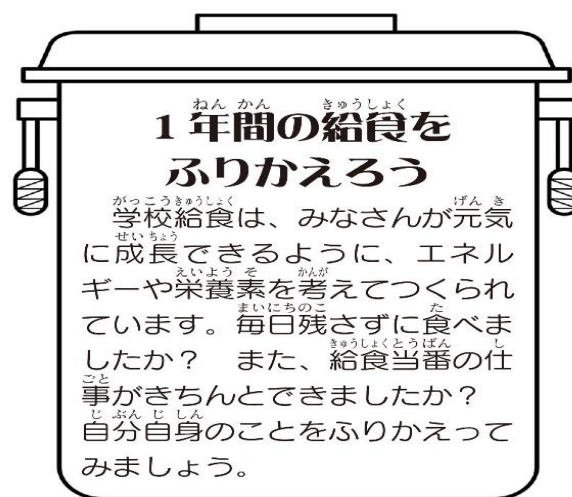 1年間の給食を
ふりかえろう
　学校給食は、みなさんが元気
に成長できるように、エネル
ギーや栄養素を考えてつくられ
ています。毎日残さずに食べま
したか？　また、給食当番の仕
事がきちんとできましたか？
自分自身のことをふりかえって
みましょう。